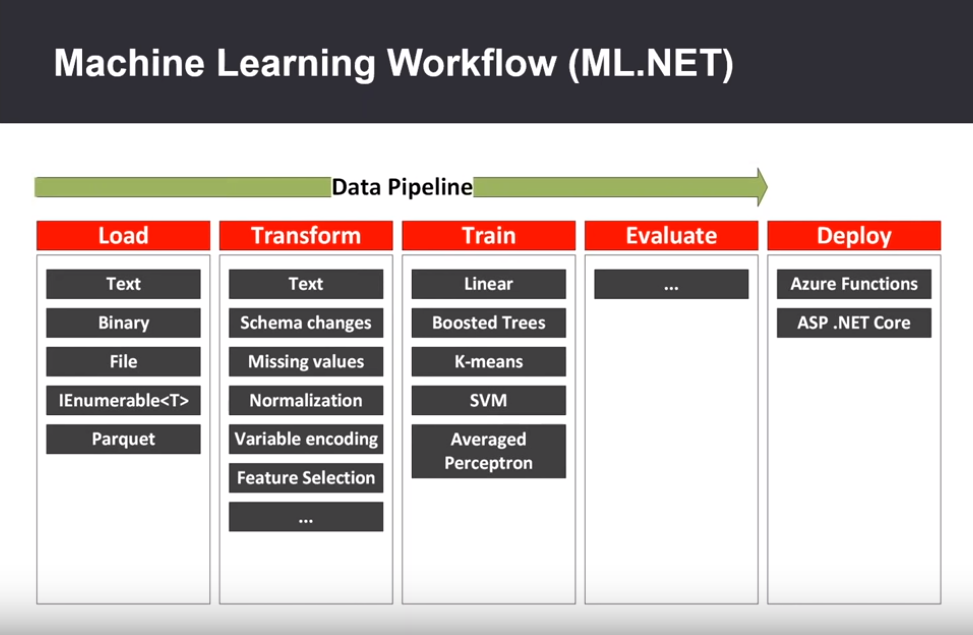 Machine Learning Workflow (ML.NET)
Data Pipeline
Load
Text
Binary
File
IEnumerable<T>
Parquet
Transform
Text
Schema changes
Missing values
Normalization
Variable encoding
Feature Selection
...
Train
Linear
Boosted Trees
K-means
SVM
Averaged
Perceptron
Evaluate
...
Deploy
Azure Functions
ASP .NET Core